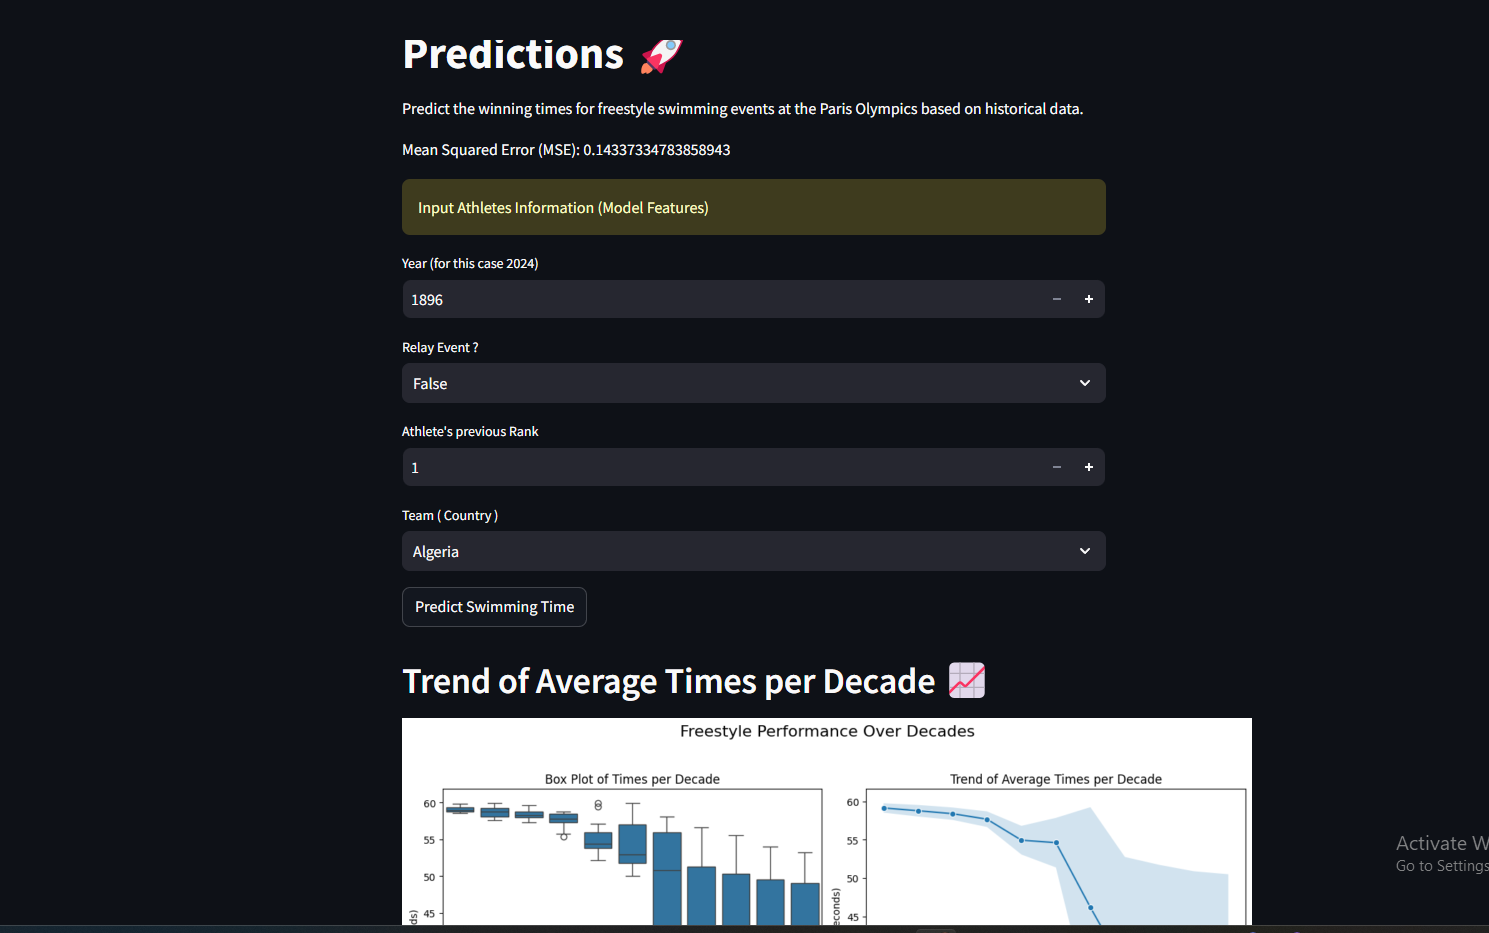 Predictions 🚀
Predict the winning times for freestyle swimming events at the Paris Olympics based on historical data.
Mean Squared Error (MSE): 0.14337334783858943
Input Athletes Information (Model Features)
Year (for this case 2024)
1896
Relay Event ?
False
Athlete's previous Rank
1
Team ( Country )
Algeria
Predict Swimming Time
Trend of Average Times per Decade 📈
Freestyle Performance Over Decades
Box Plot of Times per Decade
60
55
50
45
ds)
Trend of Average Times per Decade
60
55
50
45
econds)
Activate W
Go to Settings